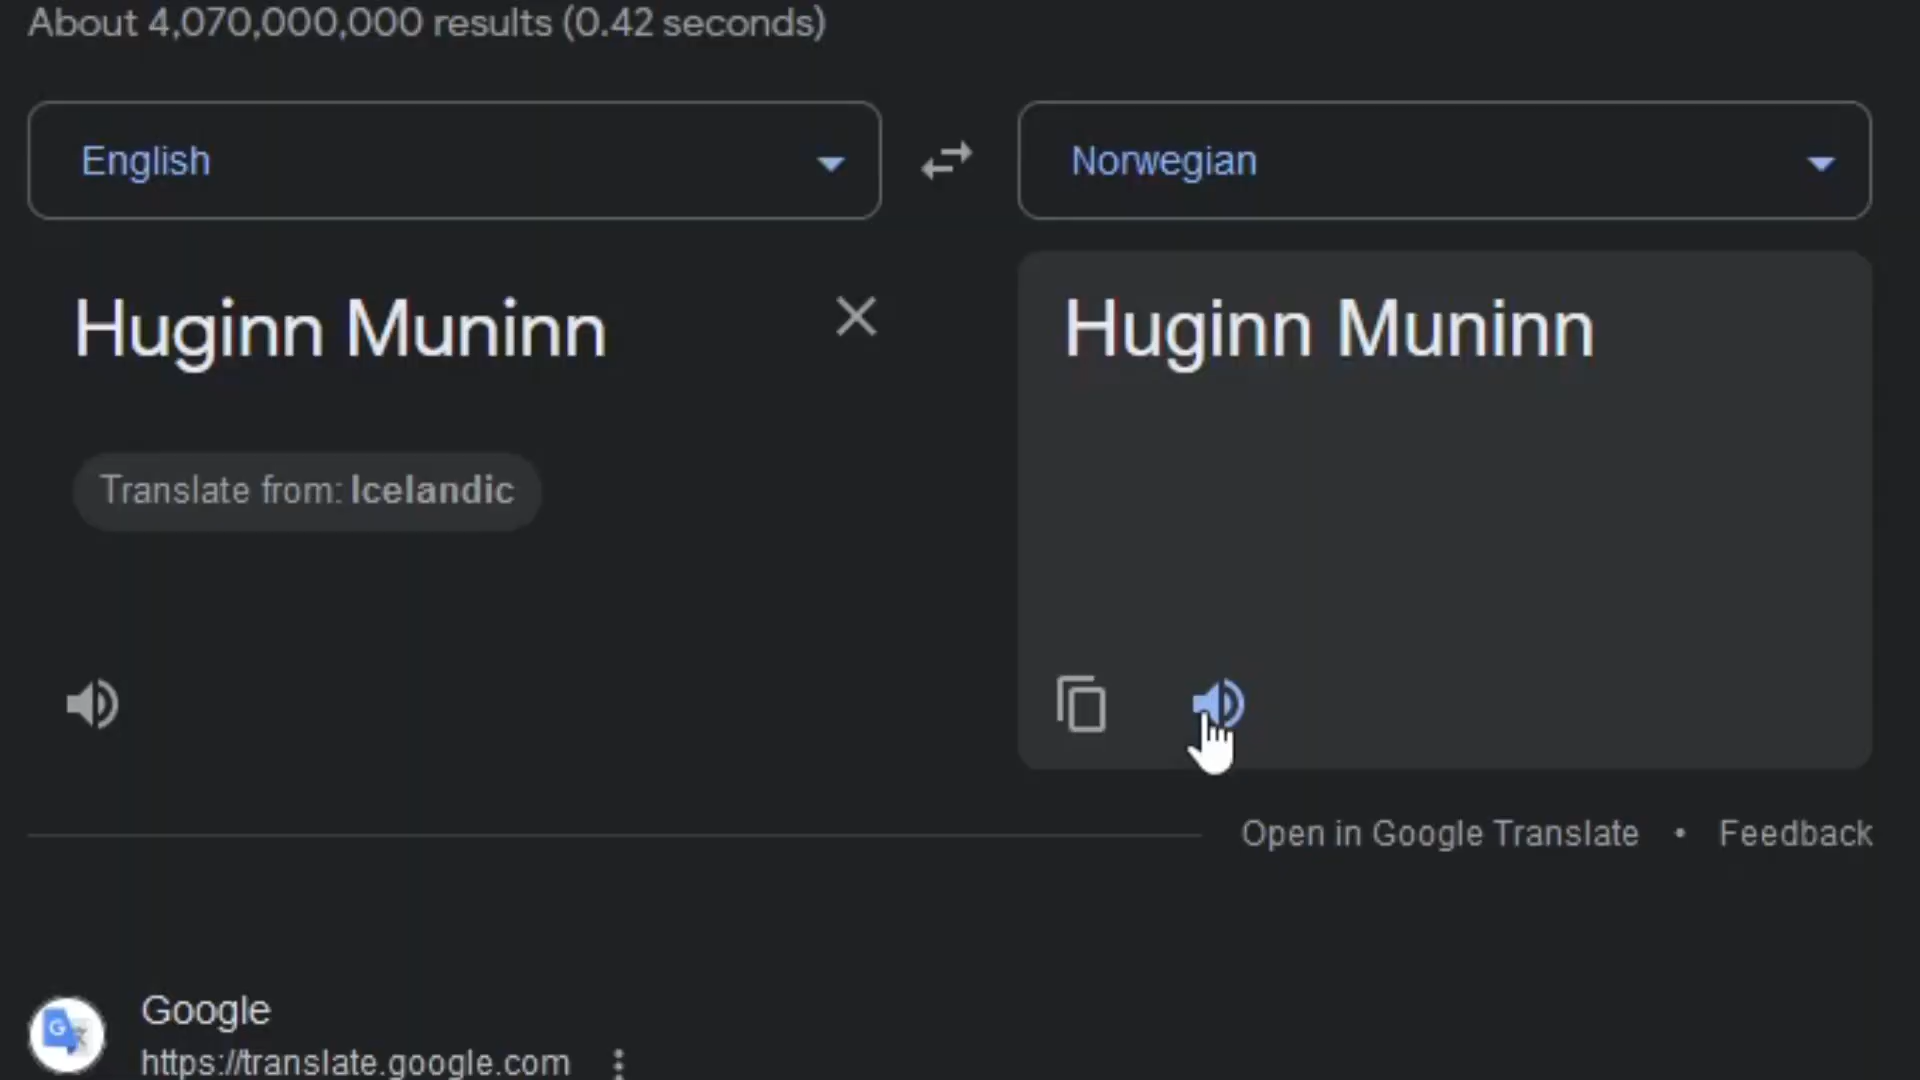 About 4,070,000,000 results (0.42 seconds)
English
Norwegian
Huginn Muninn
Huginn Muninn
Translate from: Icelandic
Open in Google Translate • Feedback
Google
https://translate.google.com